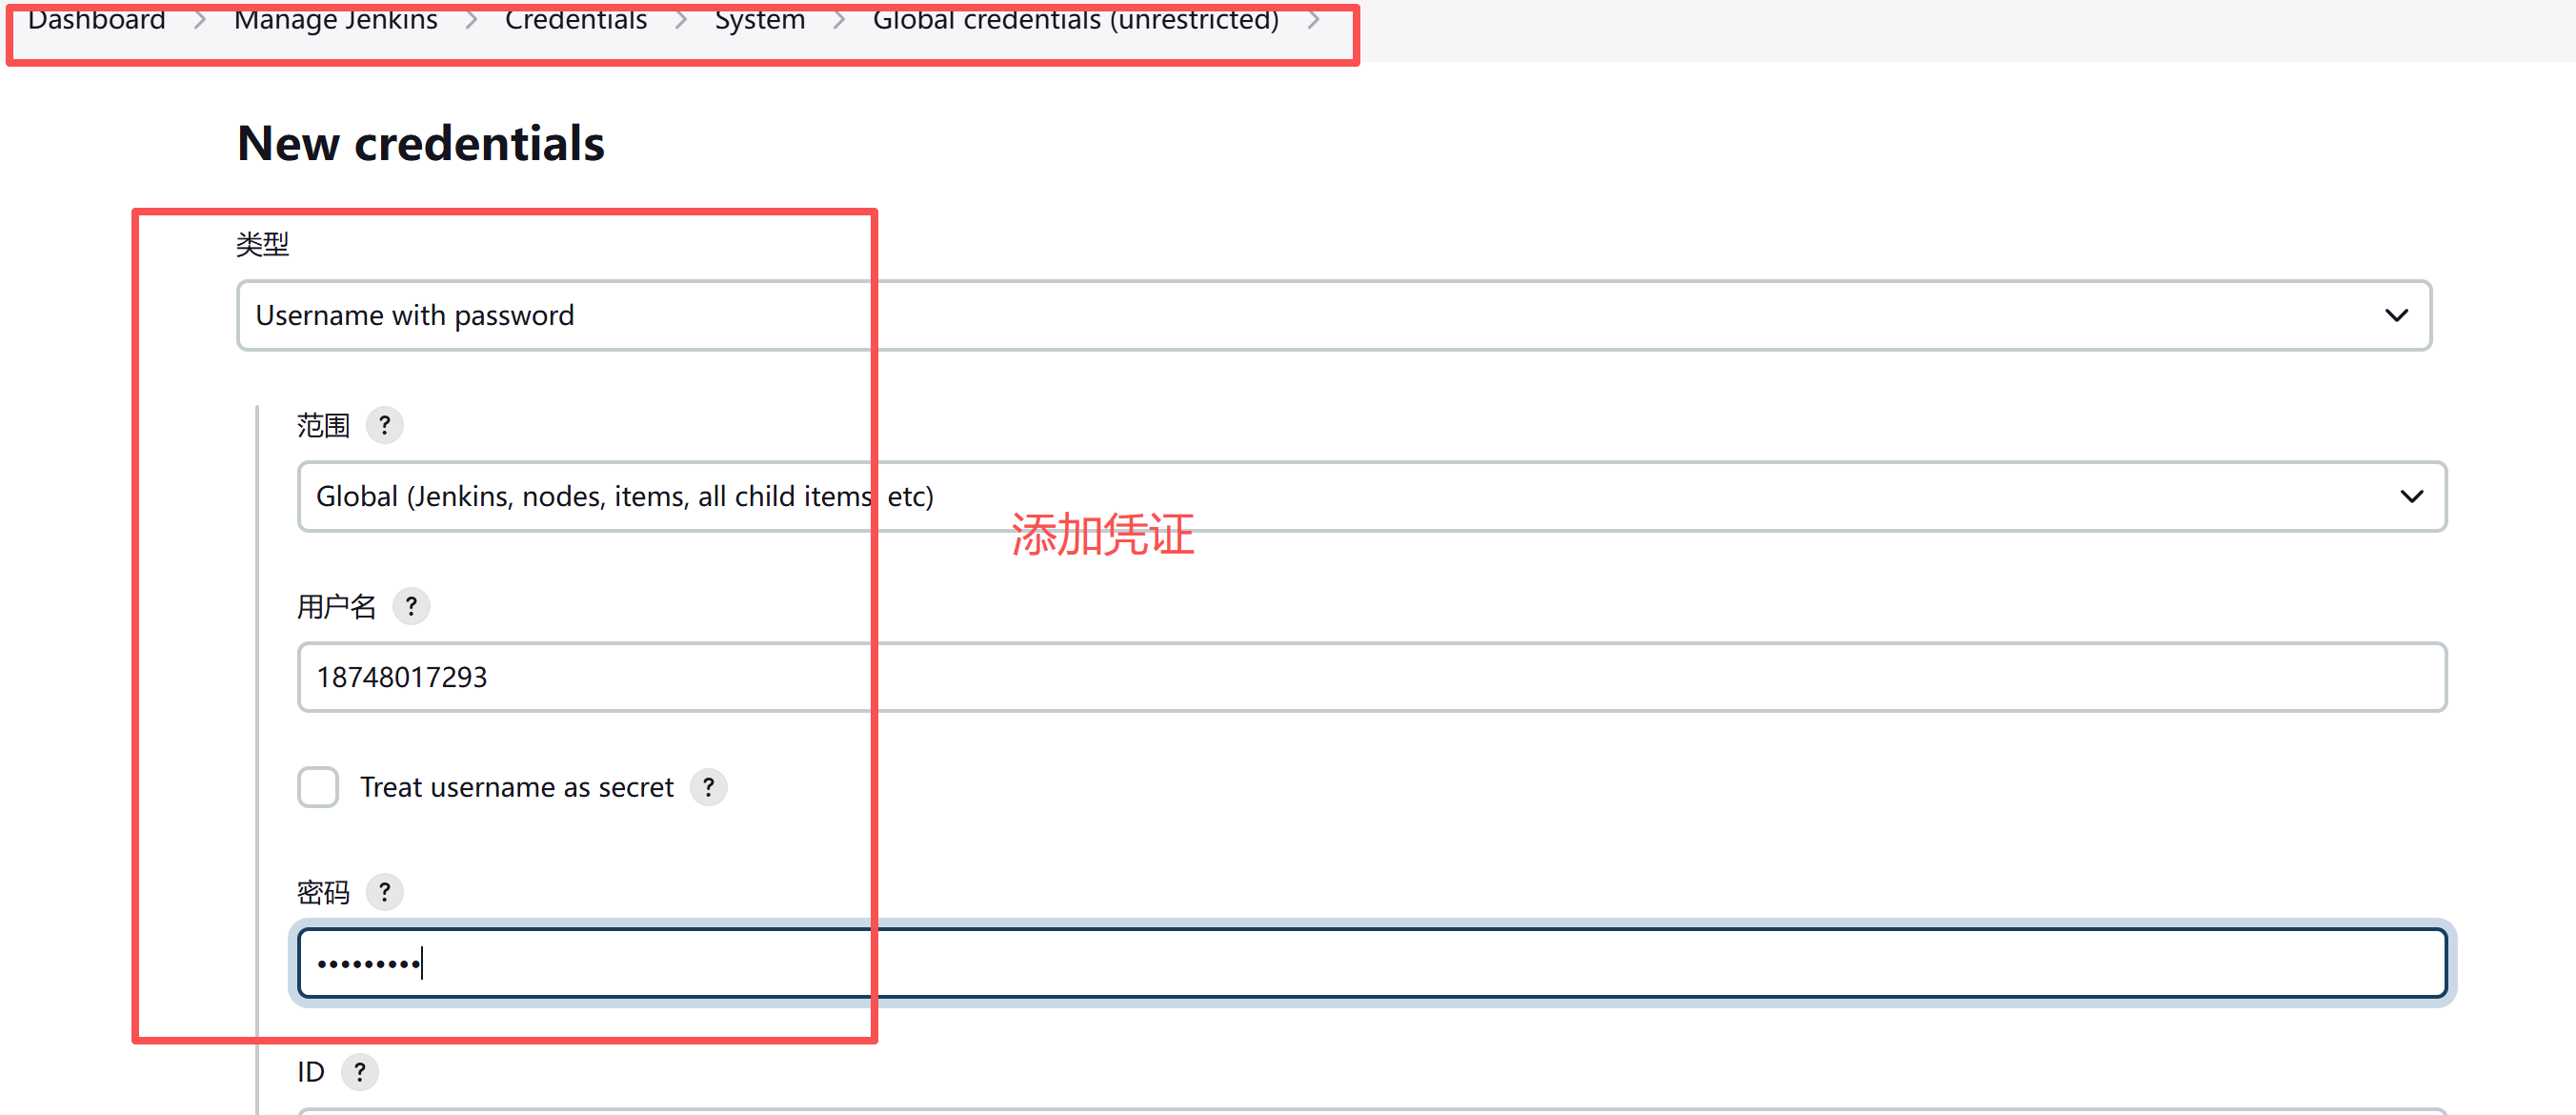 Dashboard > Manage Jenkins > Credentials > System > Global credentials (unrestricted) >
New credentials
类型
Username with password
范围 ?
Global (Jenkins, nodes, items, all child items, etc)
添加凭证
用户名 ?
18748017293
Treat username as secret ?
密码 ?
•••••••••
ID ?